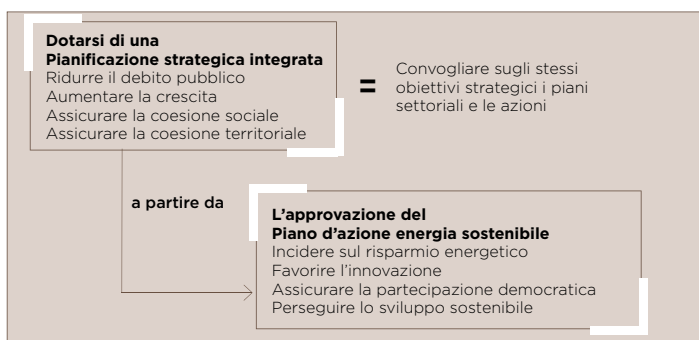 Dotarsi di una
Pianificazione strategica integrata
Ridurre il debito pubblico
Aumentare la crescita
Assicurare la coesione sociale
Assicurare la coesione territoriale
=
Convogliare sugli stessi
obiettivi strategici i piani
settoriali e le azioni
a partire da
L'approvazione del
Piano d'azione energia sostenibile
Incidere sul risparmio energetico
Favorire l'innovazione
Assicurare la partecipazione democratica
Perseguire lo sviluppo sostenibile